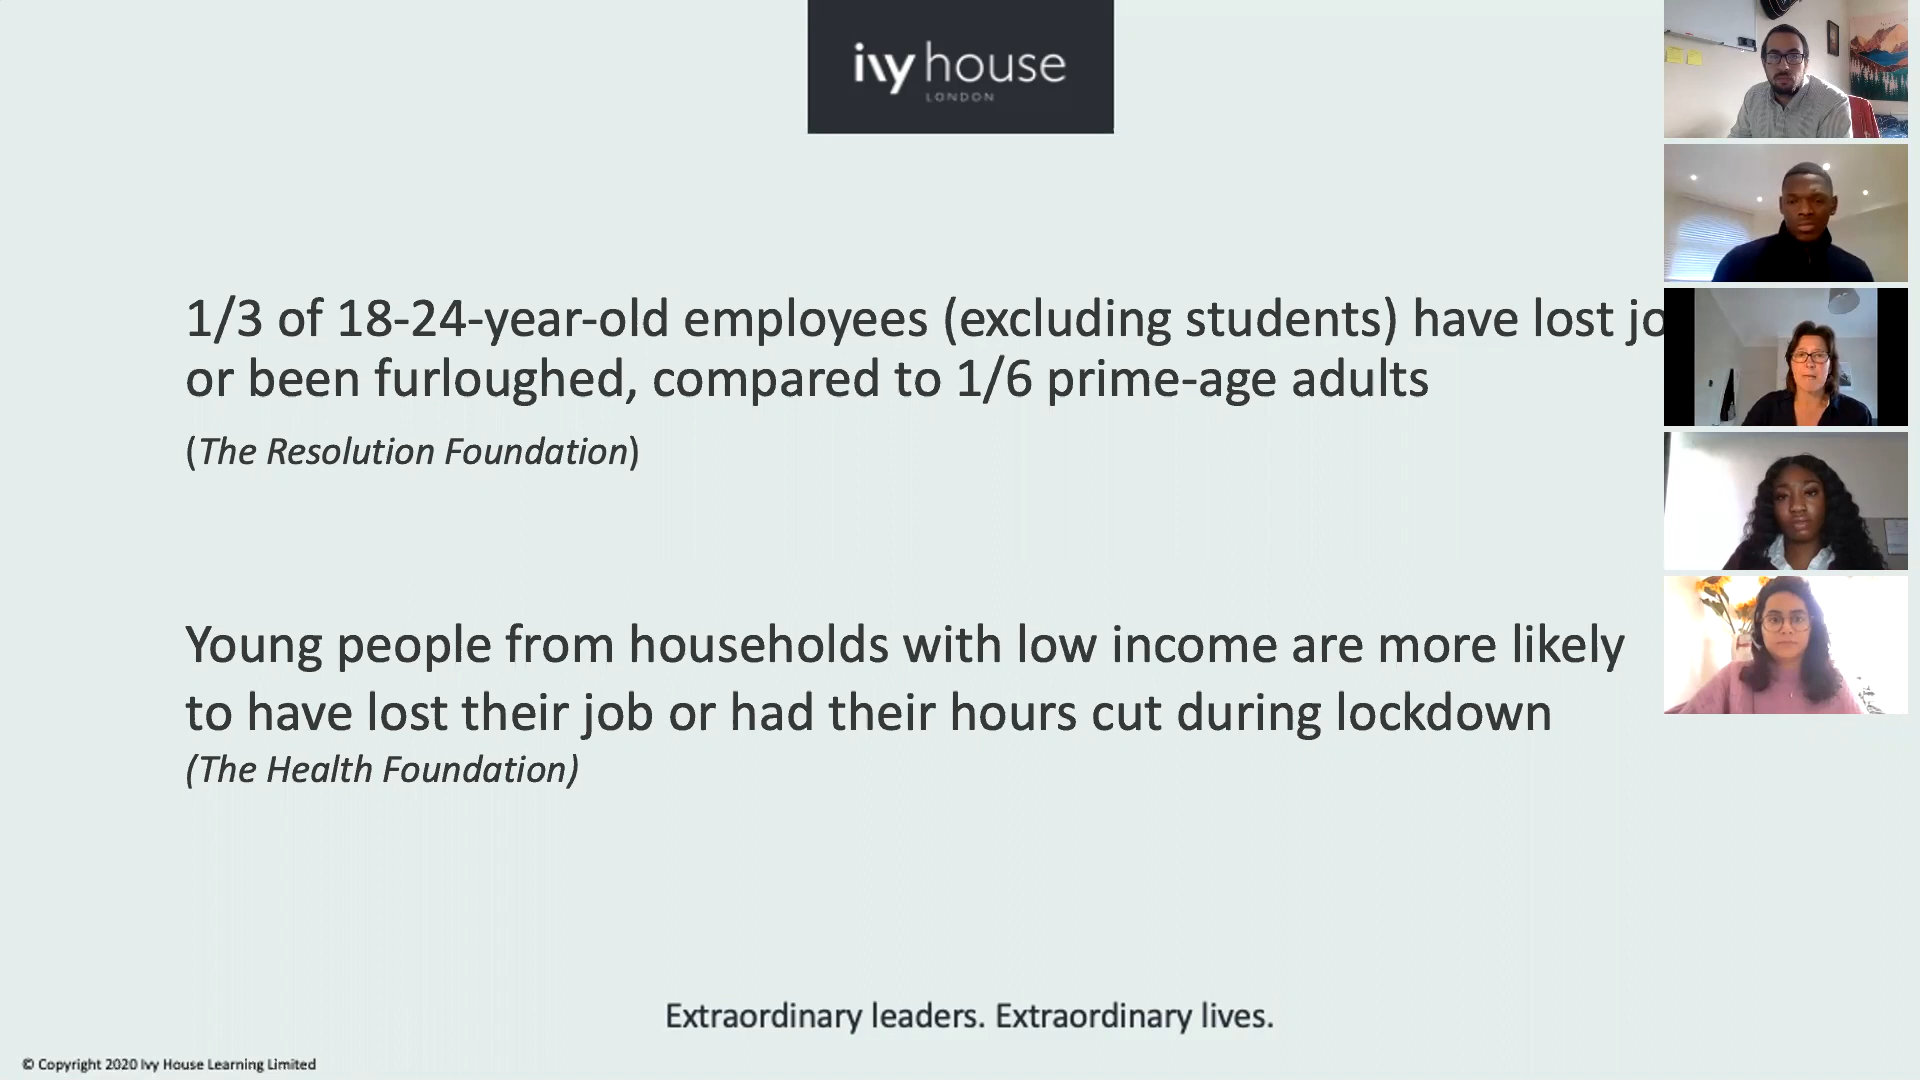 ivy house
LONDON
1/3 of 18-24-year-old employees (excluding students) have lost jo
or been furloughed, compared to 1/6 prime-age adults
(The Resolution Foundation)
Young people from households with low income are more likely
to have lost their job or had their hours cut during lockdown
(The Health Foundation)
Extraordinary leaders. Extraordinary lives.
© Copyright 2020 Ivy House Learning Limited